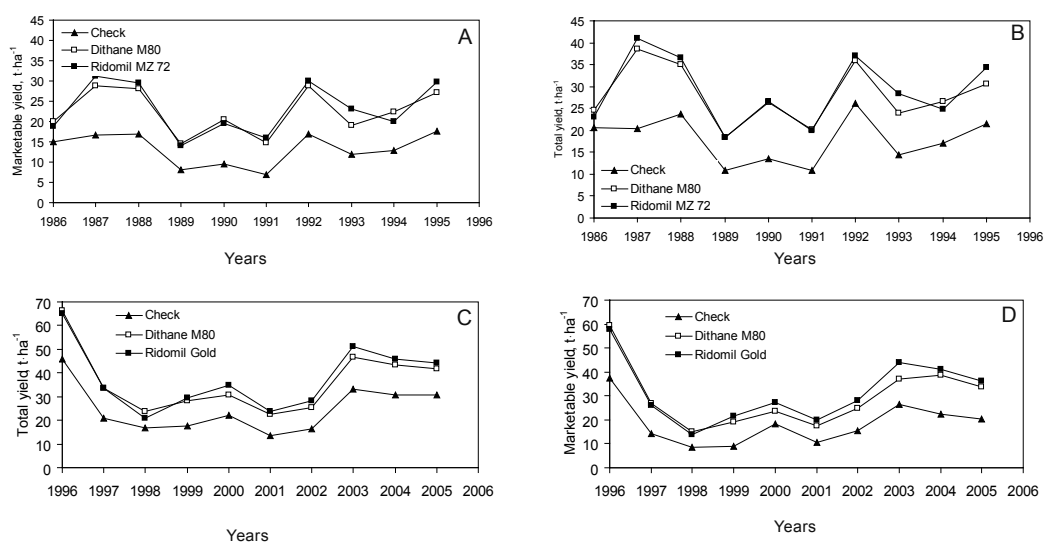 A
Marketable yield, t·ha-1
45
40
35
30
25
20
15
10
5
0
Check
Dithane M80
Ridomil MZ 72
1986 1987 1988 1989 1990 1991 1992 1993 1994 1995 1996
Years
B
Total yield, t·ha-1
45
40
35
30
25
20
15
10
5
0
Check
Dithane M80
Ridomil MZ 72
1986 1987 1988 1989 1990 1991 1992 1993 1994 1995 1996
Years
C
Total yield, t·ha-1
70
60
50
40
30
20
10
0
Check
Dithane M80
Ridomil Gold
1996 1997 1998 1999 2000 2001 2002 2003 2004 2005 2006
Years
D
Marketable yield, t·ha-1
70
60
50
40
30
20
10
0
Check
Dithane M80
Ridomil Gold
1996 1997 1998 1999 2000 2001 2002 2003 2004 2005 2006
Years